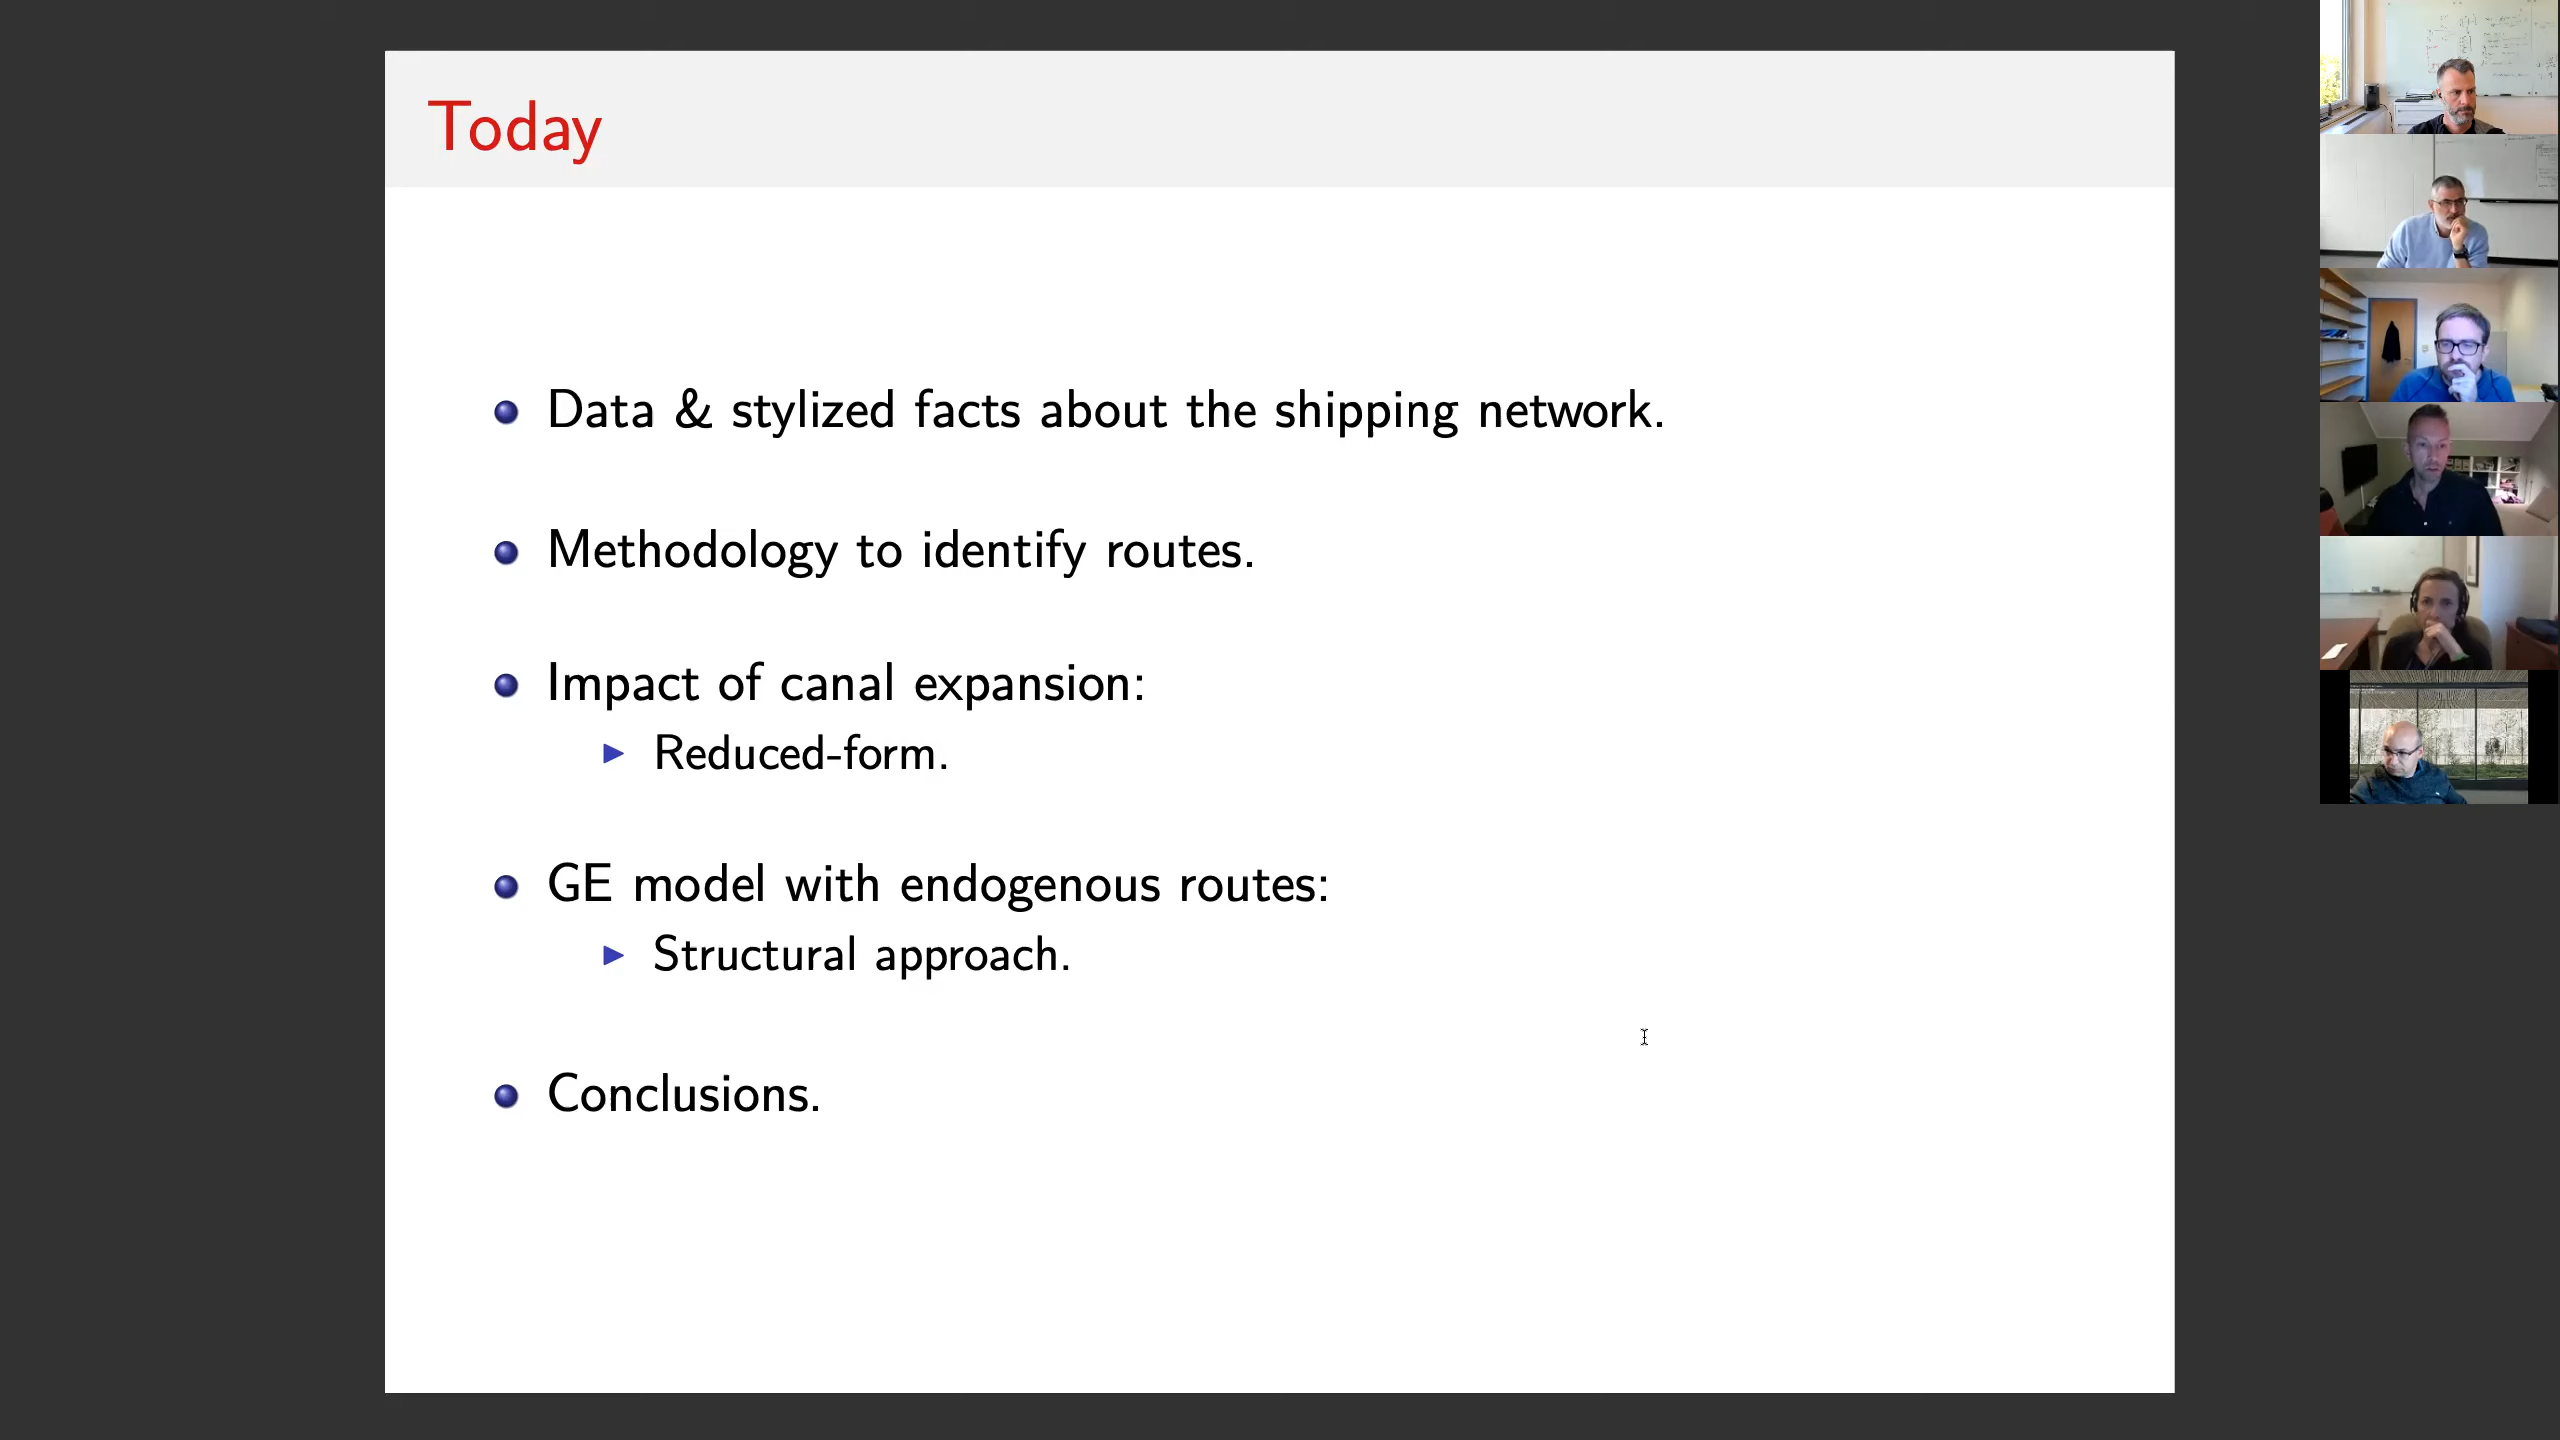 Today
Data & stylized facts about the shipping network.
Methodology to identify routes.
Impact of canal expansion:
Reduced-form.
GE model with endogenous routes:
Structural approach.
Conclusions.